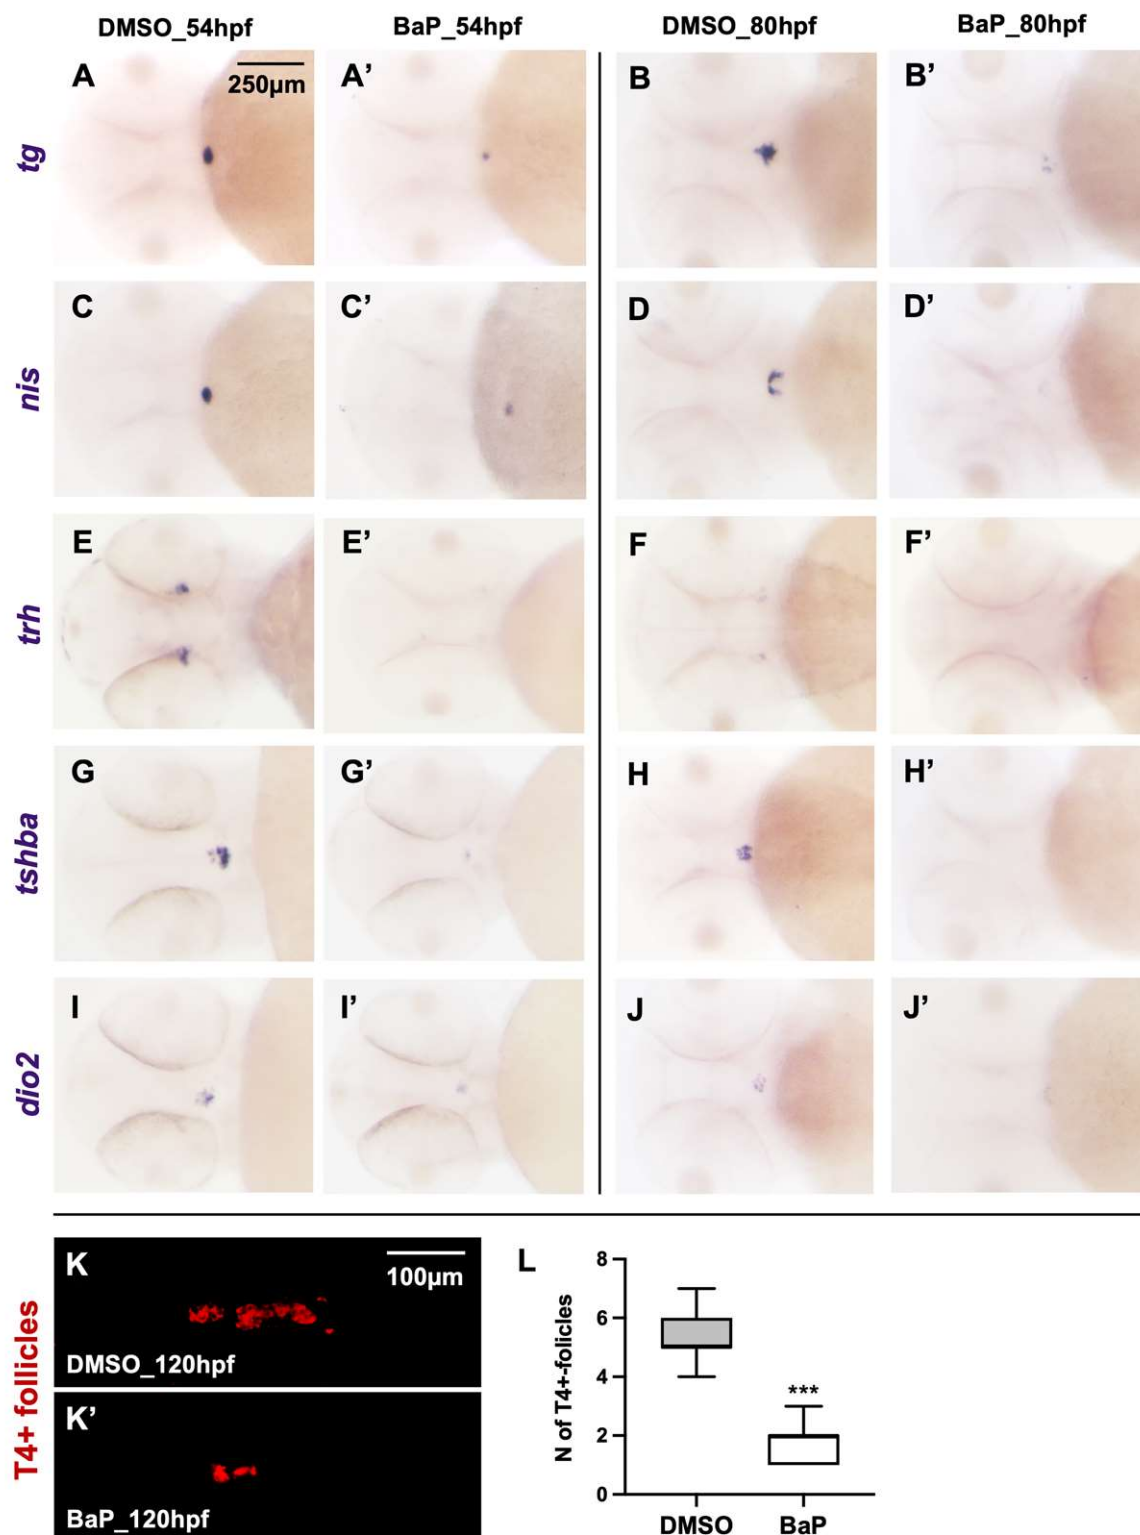 DMSO_54hpf BaP_54hpf DMSO_80hpf BaP_80hpf
A 250µm A’ B B’
tg
C C’ D D’
nis
E E’ F F’
trh
G G’ H H’
tshba
I I’ J J’
dio2
K 100µm
DMSO_120hpf
K’
BaP_120hpf
T4+ follicles
L
N of T4+-follicles
8
6
4
2
0
***
DMSO BaP